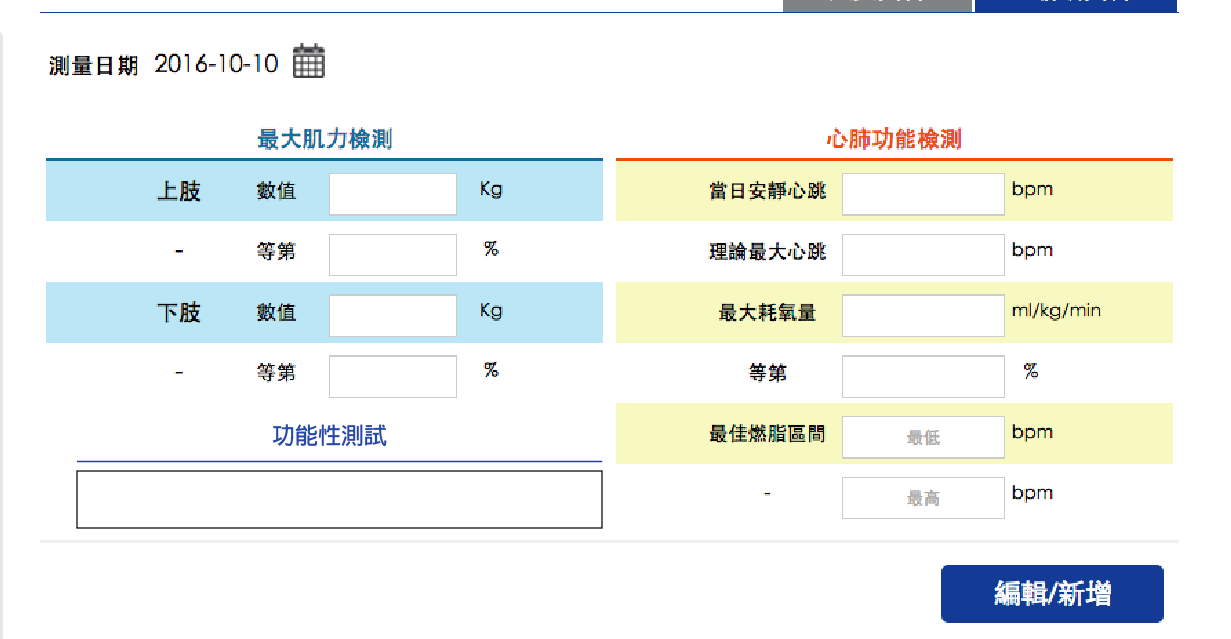 測量日期 2016-10-10
最大肌力檢測
上肢 數值 Kg
- 等第 %
下肢 數值 Kg
- 等第 %
功能性測試
心肺功能檢測
當日安靜心跳 bpm
理論最大心跳 bpm
最大耗氧量 ml/kg/min
等第 %
最佳燃脂區間 最低 bpm
- 最高 bpm
編輯/新增